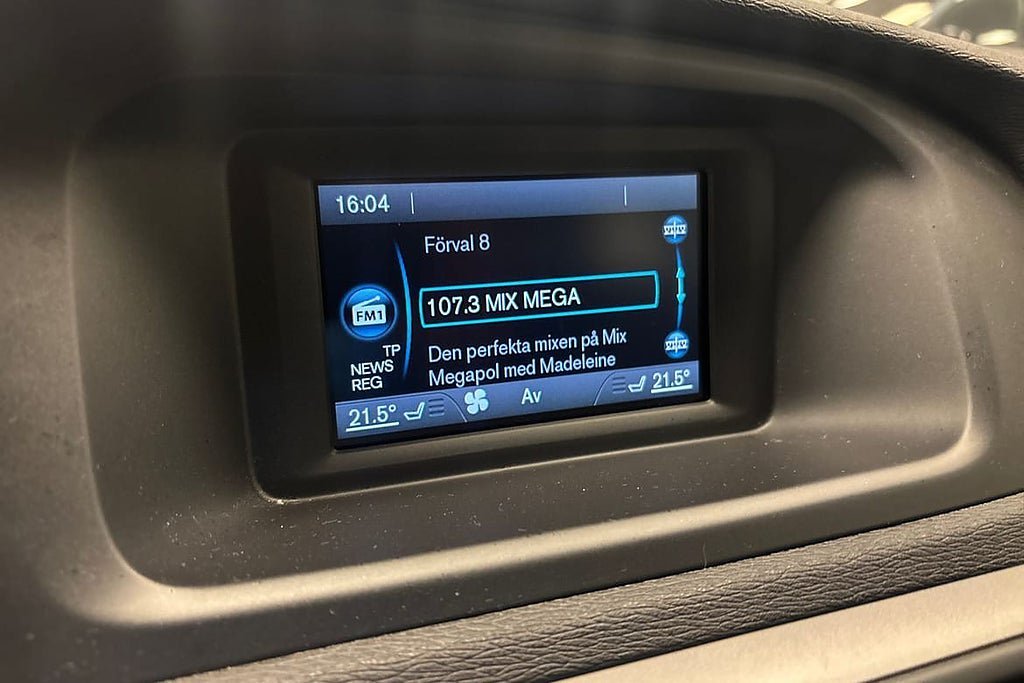 16:04
Förval 8
FM1
107.3 MIX MEGA
TP
NEWS
REG
Den perfekta mixen på Mix
Megapol med Madeleine
21.5° Av 21.5°